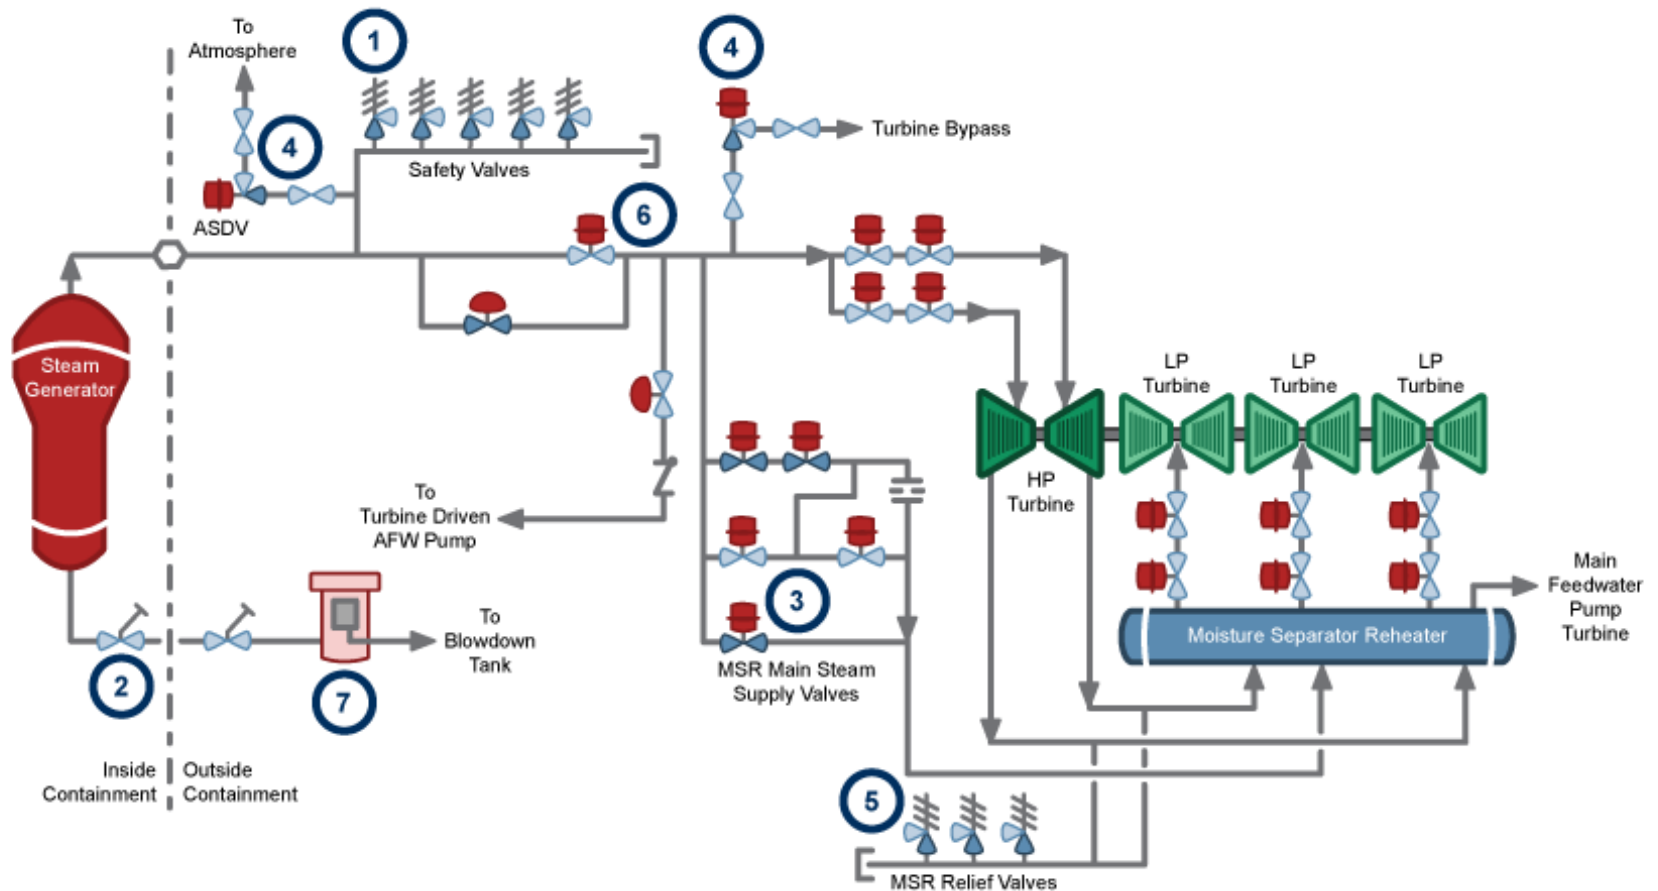 To
Atmosphere
1
4
4
Turbine Bypass
Safety Valves
ASDV
6
Steam
Generator
LP
Turbine
LP
Turbine
LP
Turbine
HP
Turbine
To
Turbine Driven
AFW Pump
3
MSR Main Steam
Supply Valves
Main
Feedwater
Pump
Turbine
Moisture Separator Reheater
To
Blowdown
Tank
2
7
Inside
Containment
Outside
Containment
5
MSR Relief Valves